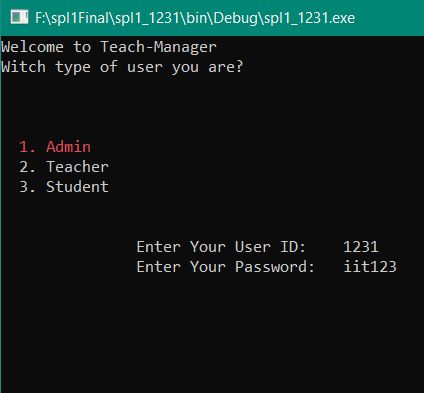 F:\spl1Final\spl1_1231\bin\Debug\spl1_1231.exe
Welcome to Teach-Manager
Witch type of user you are?
1. Admin
2. Teacher
3. Student
Enter Your User ID: 1231
Enter Your Password: iit123